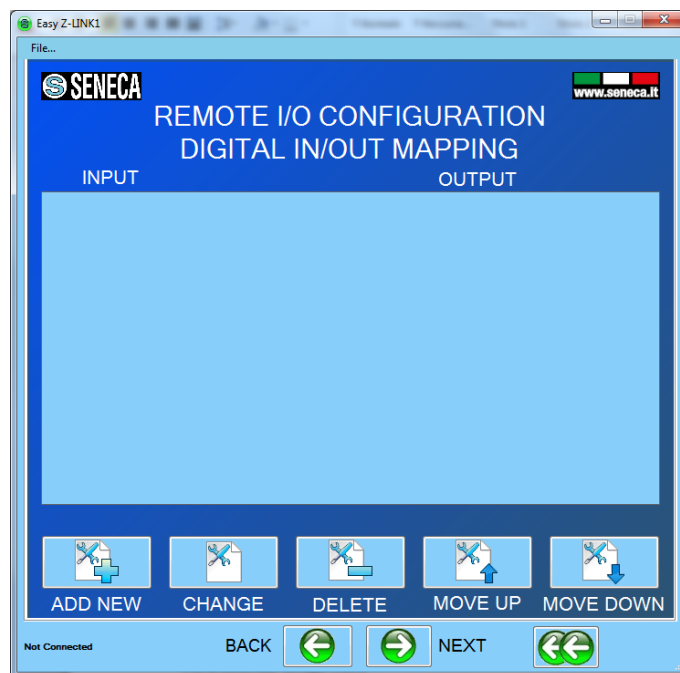 Easy Z-LINK1
File...
S SENECA
www.seneca.it
REMOTE I/O CONFIGURATION
DIGITAL IN/OUT MAPPING
INPUT OUTPUT
ADD NEW CHANGE DELETE MOVE UP MOVE DOWN
Not Connected BACK NEXT